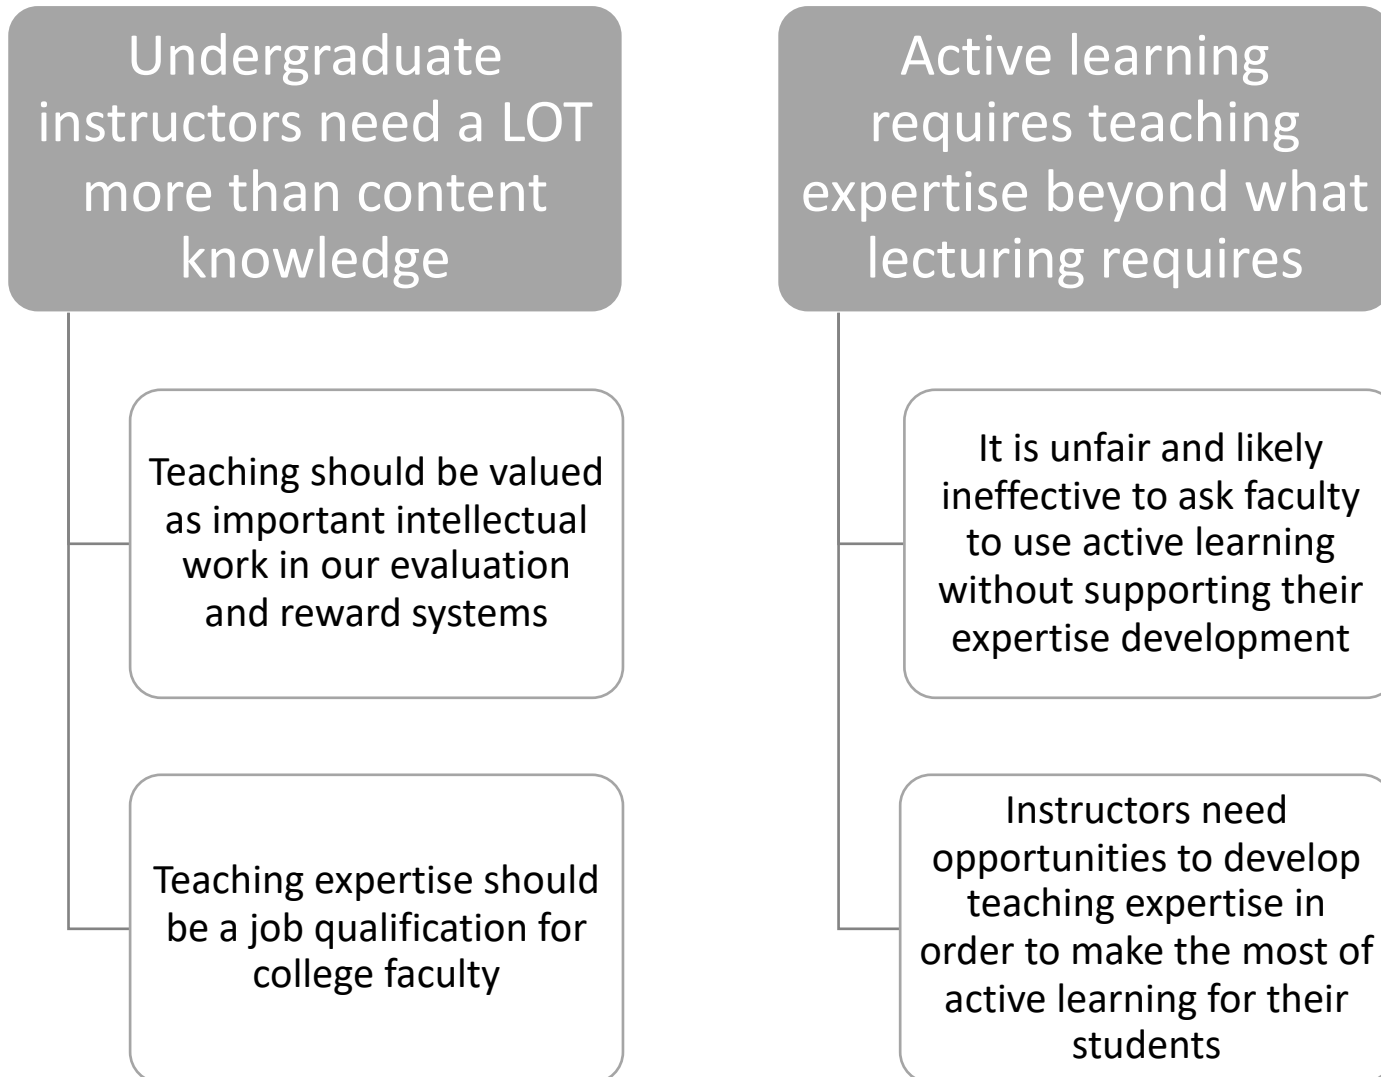 Undergraduate
instructors need a LOT
more than content
knowledge
Teaching should be valued
as important intellectual
work in our evaluation
and reward systems
Teaching expertise should
be a job qualification for
college faculty
Active learning
requires teaching
expertise beyond what
lecturing requires
It is unfair and likely
ineffective to ask faculty
to use active learning
without supporting their
expertise development
Instructors need
opportunities to develop
teaching expertise in
order to make the most of
active learning for their
students